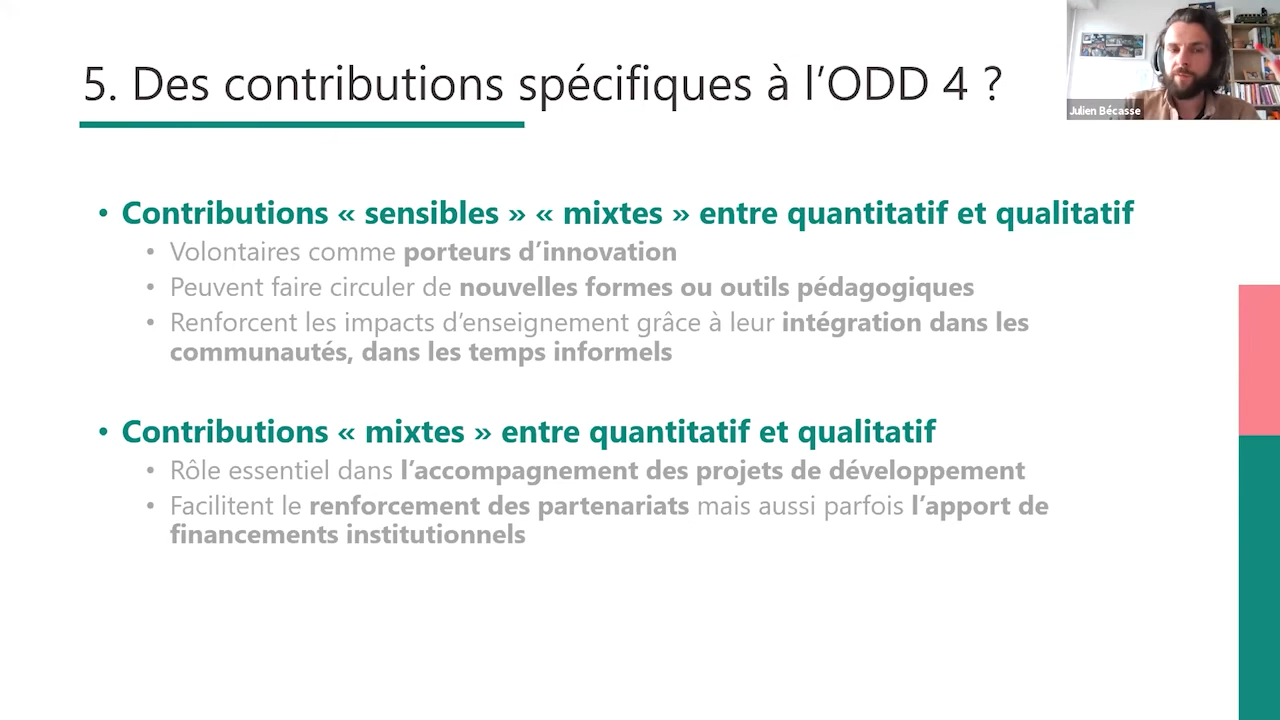 5. Des contributions spécifiques à l’ODD 4 ?
Julien Bécasse
• Contributions « sensibles » « mixtes » entre quantitatif et qualitatif
• Volontaires comme porteurs d’innovation
• Peuvent faire circuler de nouvelles formes ou outils pédagogiques
• Renforcent les impacts d’enseignement grâce à leur intégration dans les
communautés, dans les temps informels
• Contributions « mixtes » entre quantitatif et qualitatif
• Rôle essentiel dans l’accompagnement des projets de développement
• Facilitent le renforcement des partenariats mais aussi parfois l’apport de
financements institutionnels